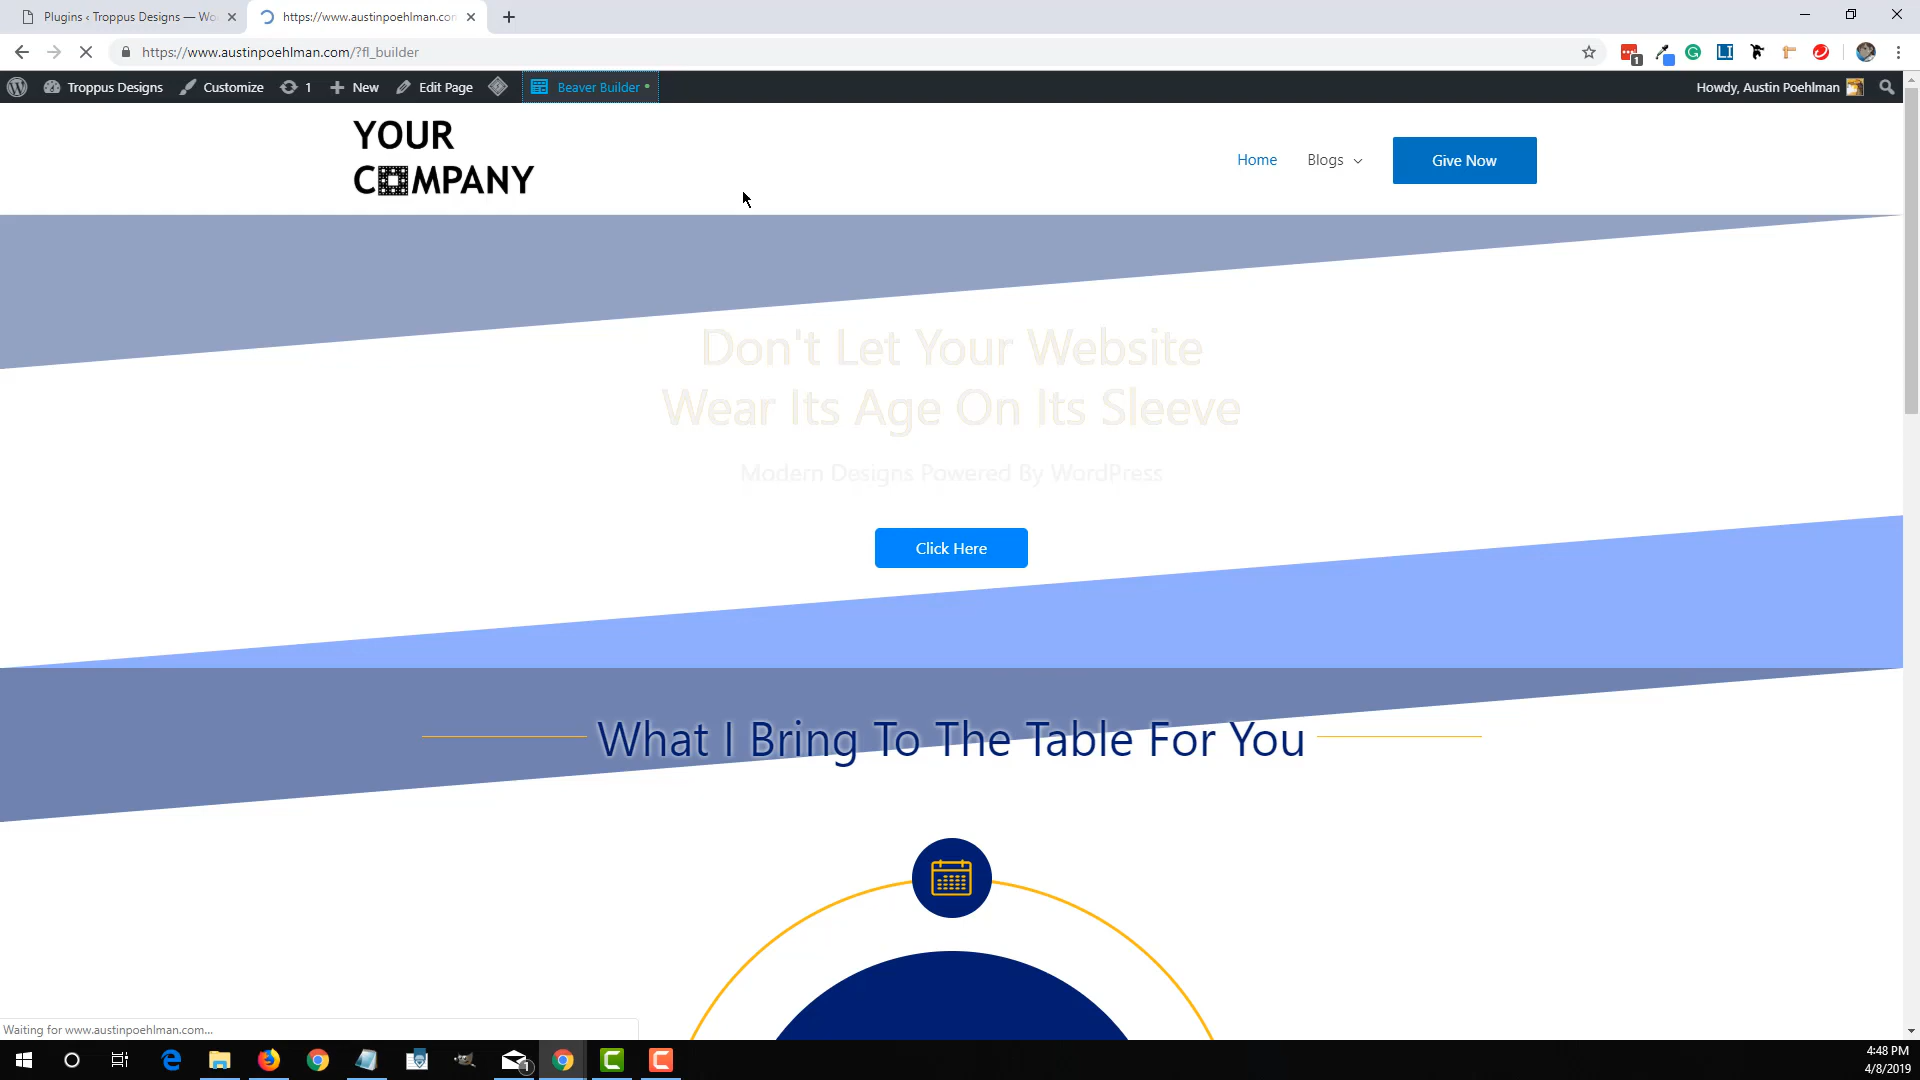 Plugins ‹ Troppus Designs — Wo
https://www.austinpoehlman.con
https://www.austinpoehlman.com/?fl_builder
1
Troppus Designs
Customize
1
New
Edit Page
Beaver Builder
Howdy, Austin Poehlman
YOUR
COMPANY
Home
Blogs
Give Now
Don't Let Your Website
Wear Its Age On Its Sleeve
Modern Designs Powered By WordPress
Click Here
What I Bring To The Table For You
Waiting for www.austinpoehlman.com...
1
4:48 PM
4/8/2019